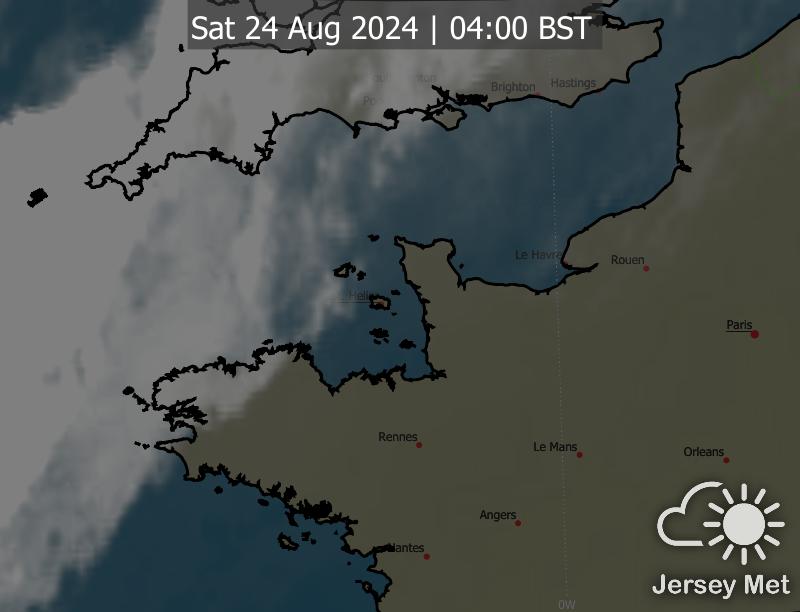 Sat 24 Aug 2024 | 04:00 BST
Brighton
Hastings
Le Havre
Rouen
Paris
Rennes
Le Mans
Orleans
Angers
Jersey Met
0W